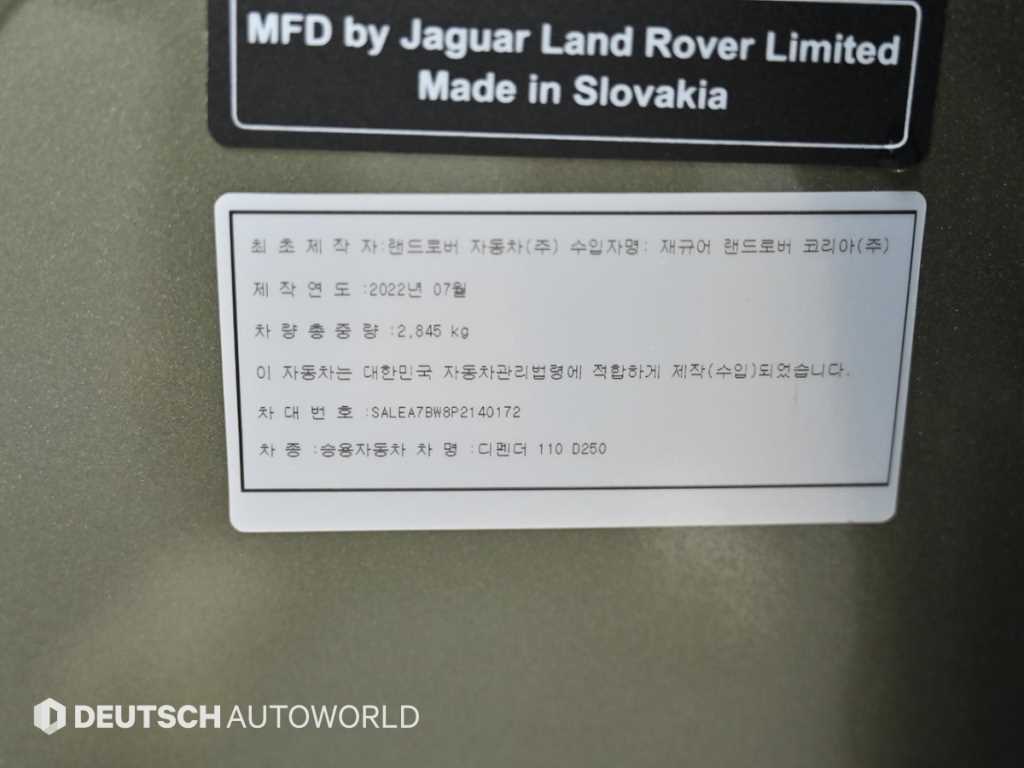 MFD by Jaguar Land Rover Limited
Made in Slovakia
최 초 제 작 자:랜드로버 자동차(주) 수입자명: 재규어 랜드로버 코리아(주)
제 작 연 도 :2022년 07월
차 량 총 중 량 :2,845 kg
이 자동차는 대한민국 자동차관리법령에 적합하게 제작(수입)되었습니다.
차 대 번 호 :SALEA7BW8P2140172
차 종 :승용자동차 차 명 :디펜더 110 D250
DEUTSCH AUTOWORLD